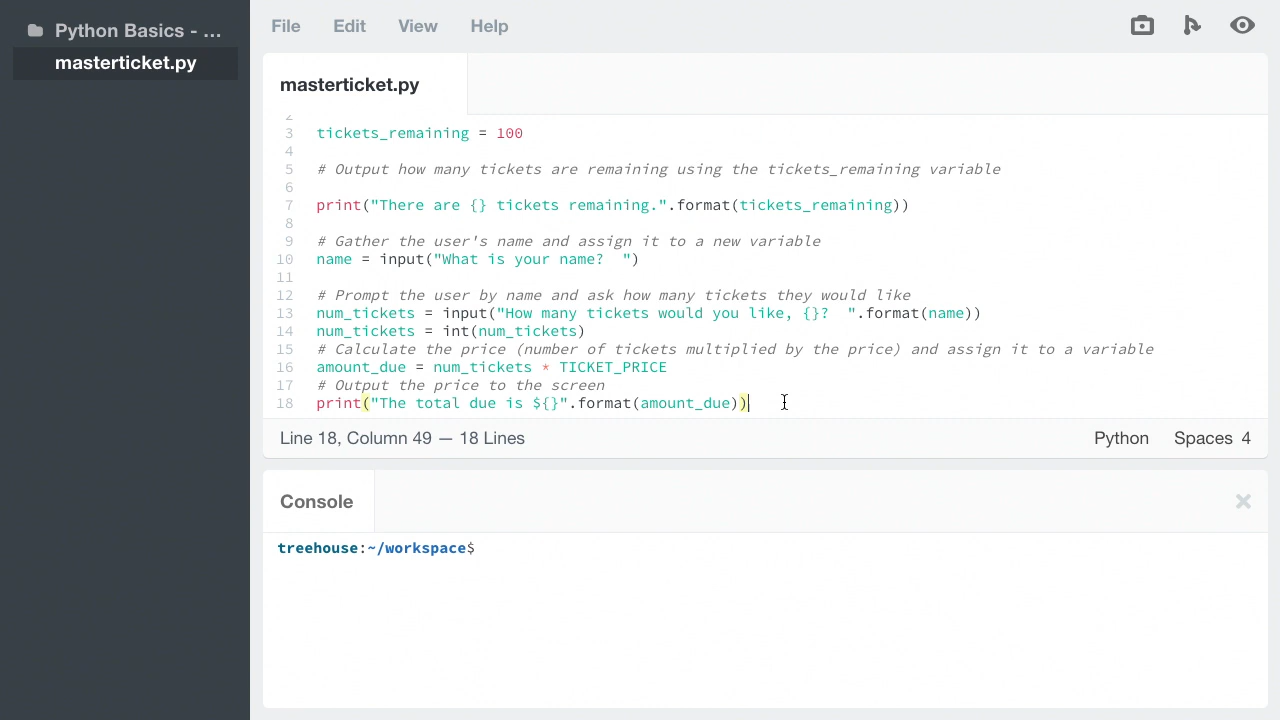 Python Basics - ...
masterticket.py
File Edit View Help
masterticket.py
2
3 tickets_remaining = 100
4
5 # Output how many tickets are remaining using the tickets_remaining variable
6
7 print("There are {} tickets remaining.".format(tickets_remaining))
8
9 # Gather the user's name and assign it to a new variable
10 name = input("What is your name?  ")
11
12 # Prompt the user by name and ask how many tickets they would like
13 num_tickets = input("How many tickets would you like, {}?  ".format(name))
14 num_tickets = int(num_tickets)
15 # Calculate the price (number of tickets multiplied by the price) and assign it to a variable
16 amount_due = num_tickets * TICKET_PRICE
17 # Output the price to the screen
18 print("The total due is ${}".format(amount_due))
Line 18, Column 49 — 18 Lines Python Spaces 4
Console
treehouse:~/workspace$